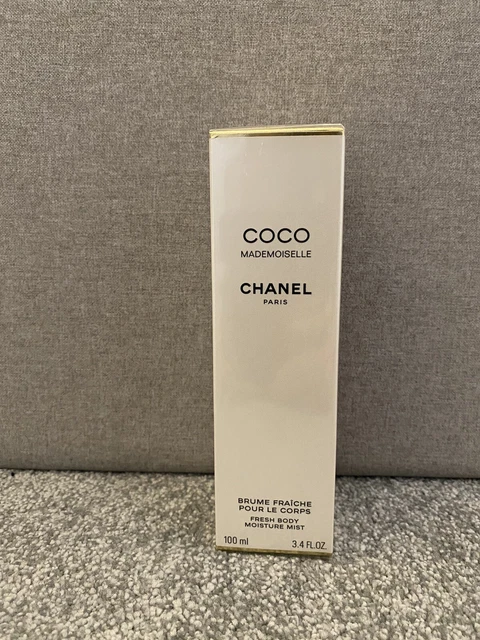 COCO
MADEMOISELLE
CHANEL
PARIS
BRUME FRAÎCHE
POUR LE CORPS
FRESH BODY
MOISTURE MIST
100 ml 3.4 FL.OZ.